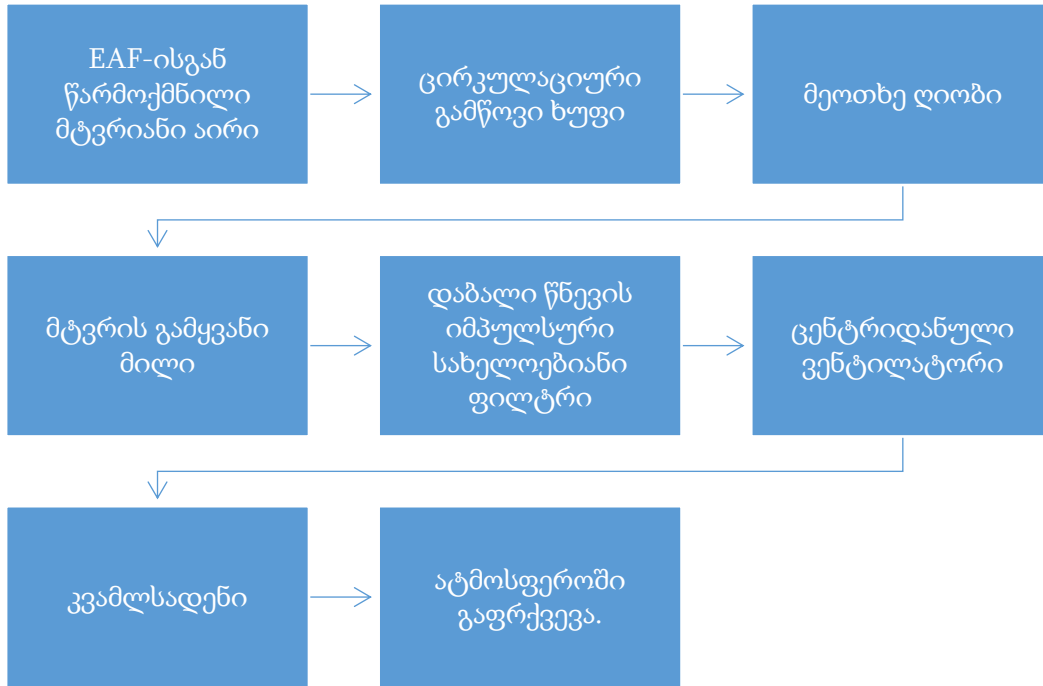 EAF-ისგან
წარმოქმნილი
მტვრიანი აირი
ცირკულაციური
გამწოვი ხუფი
მეოთხე ღიობი
მტვრის გამყვანი
მილი
დაბალი წნევის
იმპულსური
სახელოებიანი
ფილტრი
ცენტრიდანული
ვენტილატორი
კვამლსადენი
ატმოსფეროში
გაფრქვევა.